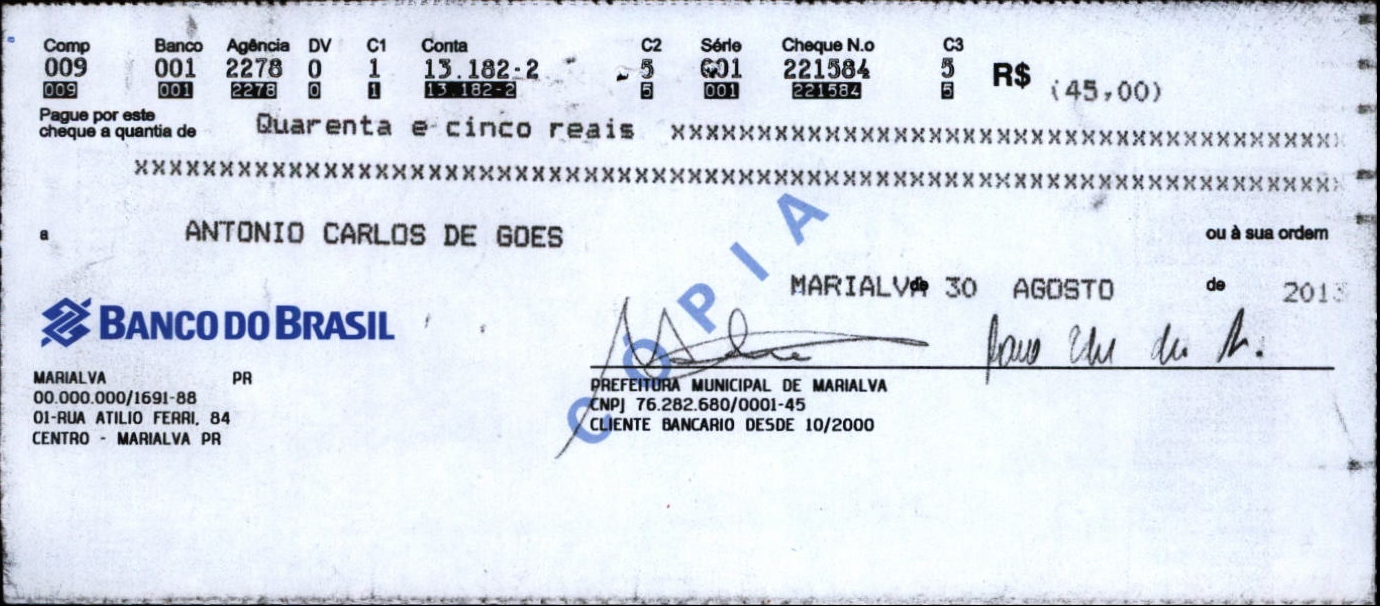 Comp Banco Agência DV C1 Conta C2 Série Cheque N.o C3
009 001 2278 0 1 13.182-2 5 001 221584 5 R$ (45,00)
009 001 2278 0 1 13.182-2 5 001 221584 5
Pague por este
cheque a quantia de Quarenta e cinco reais xxxxxxxxxxxxxxxxxxxxxxxxxxxxxxxxxxxxxxxxxxxxx
xxxxxxxxxxxxxxxxxxxxxxxxxxxxxxxxxxxxxxxxxxxxxxxxxxxxxxxxxxxxxxxxxxxxxxxxxxxxxxxx
a ANTONIO CARLOS DE GOES ou à sua ordem
CÓPIA
MARIALVA de 30 AGOSTO de 2013
BANCO DO BRASIL
MARIALVA PR
00.000.000/1691-88
01-RUA ATILIO FERRI, 84
CENTRO - MARIALVA PR
PREFEITURA MUNICIPAL DE MARIALVA
CNPJ 76.282.680/0001-45
CLIENTE BANCARIO DESDE 10/2000